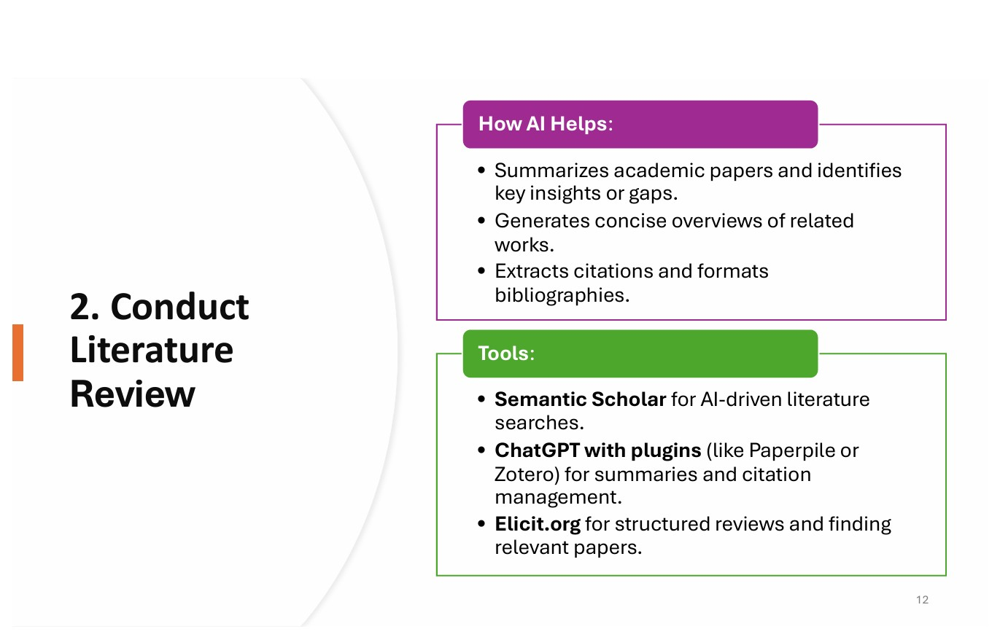 2. Conduct
Literature
Review
How AI Helps:
• Summarizes academic papers and identifies
key insights or gaps.
• Generates concise overviews of related
works.
• Extracts citations and formats
bibliographies.
Tools:
• Semantic Scholar for AI-driven literature
searches.
• ChatGPT with plugins (like Paperpile or
Zotero) for summaries and citation
management.
• Elicit.org for structured reviews and finding
relevant papers.
12